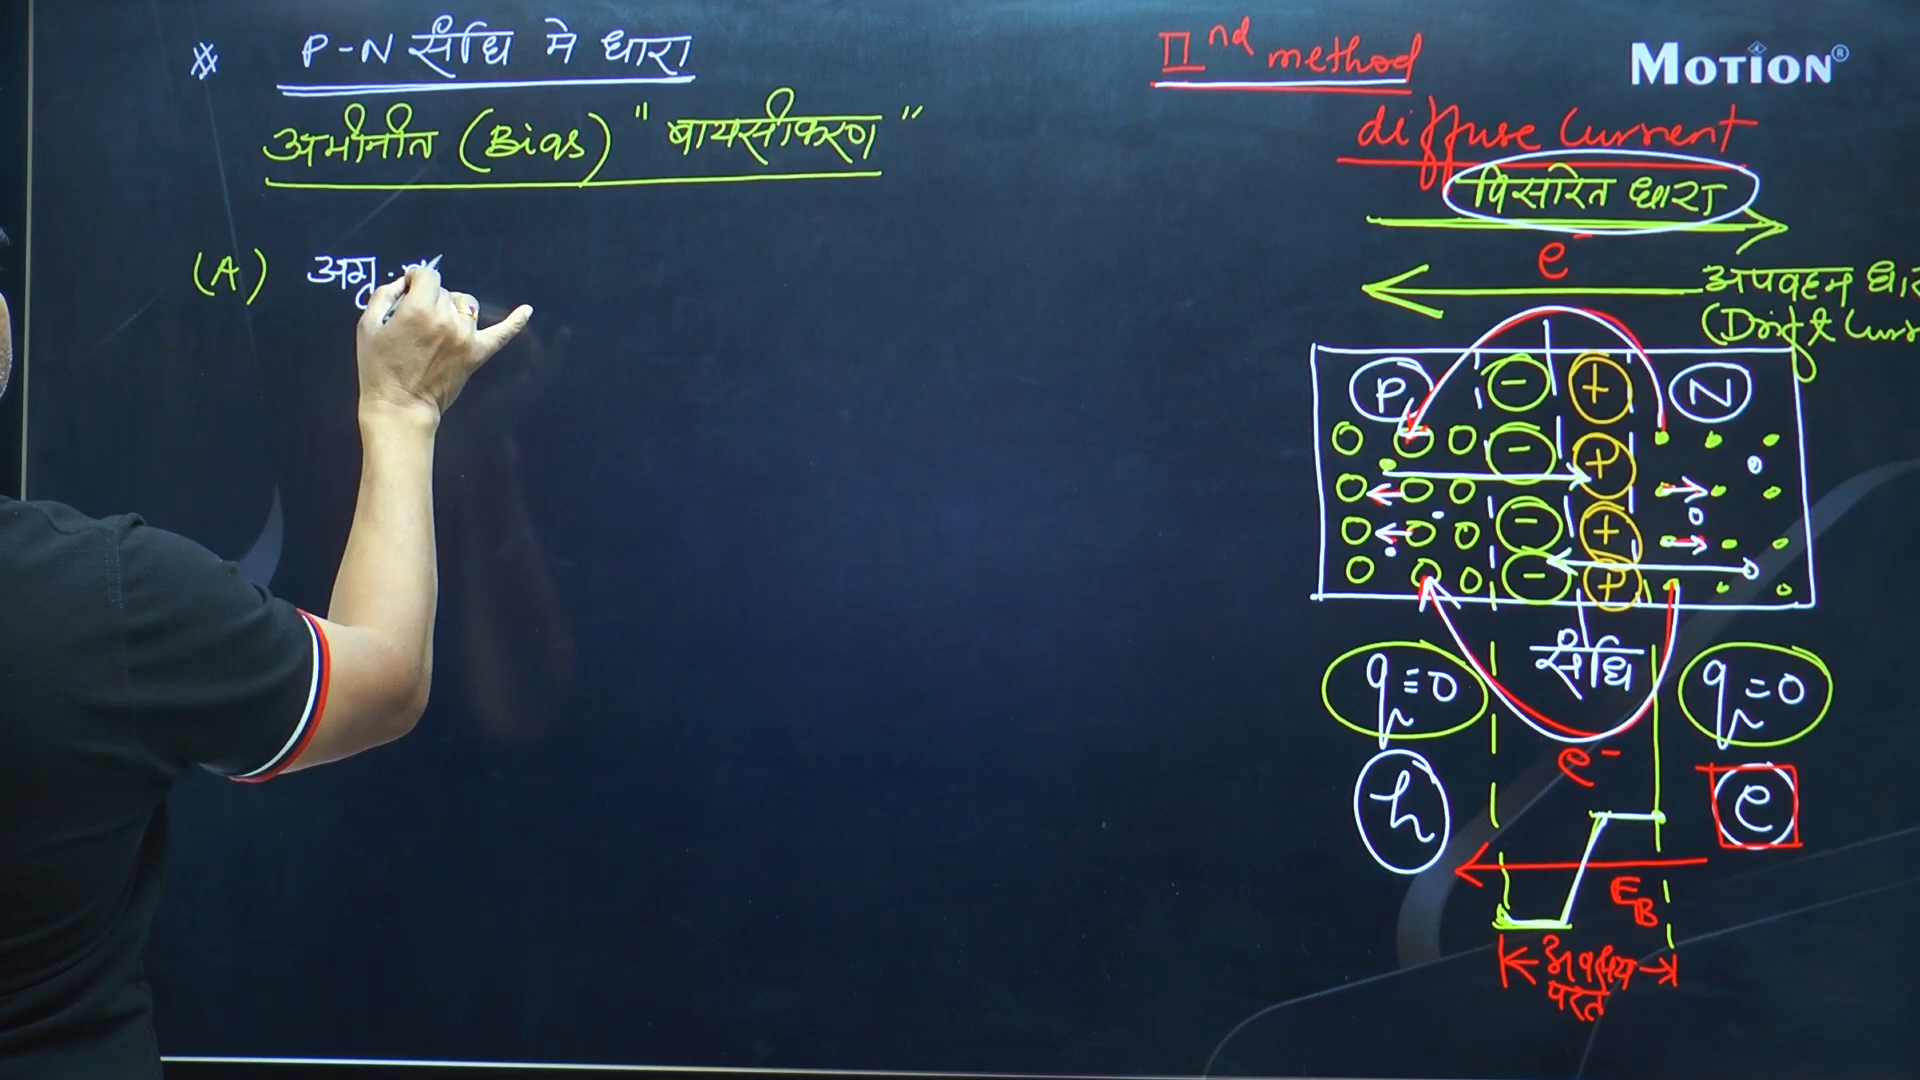 * P-N संधि मे धारा
अभीनीत (Bias) "बायसीकरण"
(A) अग्र
IInd method
MOTION®
diffuse Current
विसरित धारा
e-
अपवहन धार
(Drift Curr
P - + N
- +
- +
- +
संधि
q = 0
q = 0
e-
h
e
EB
अवक्षय
परत